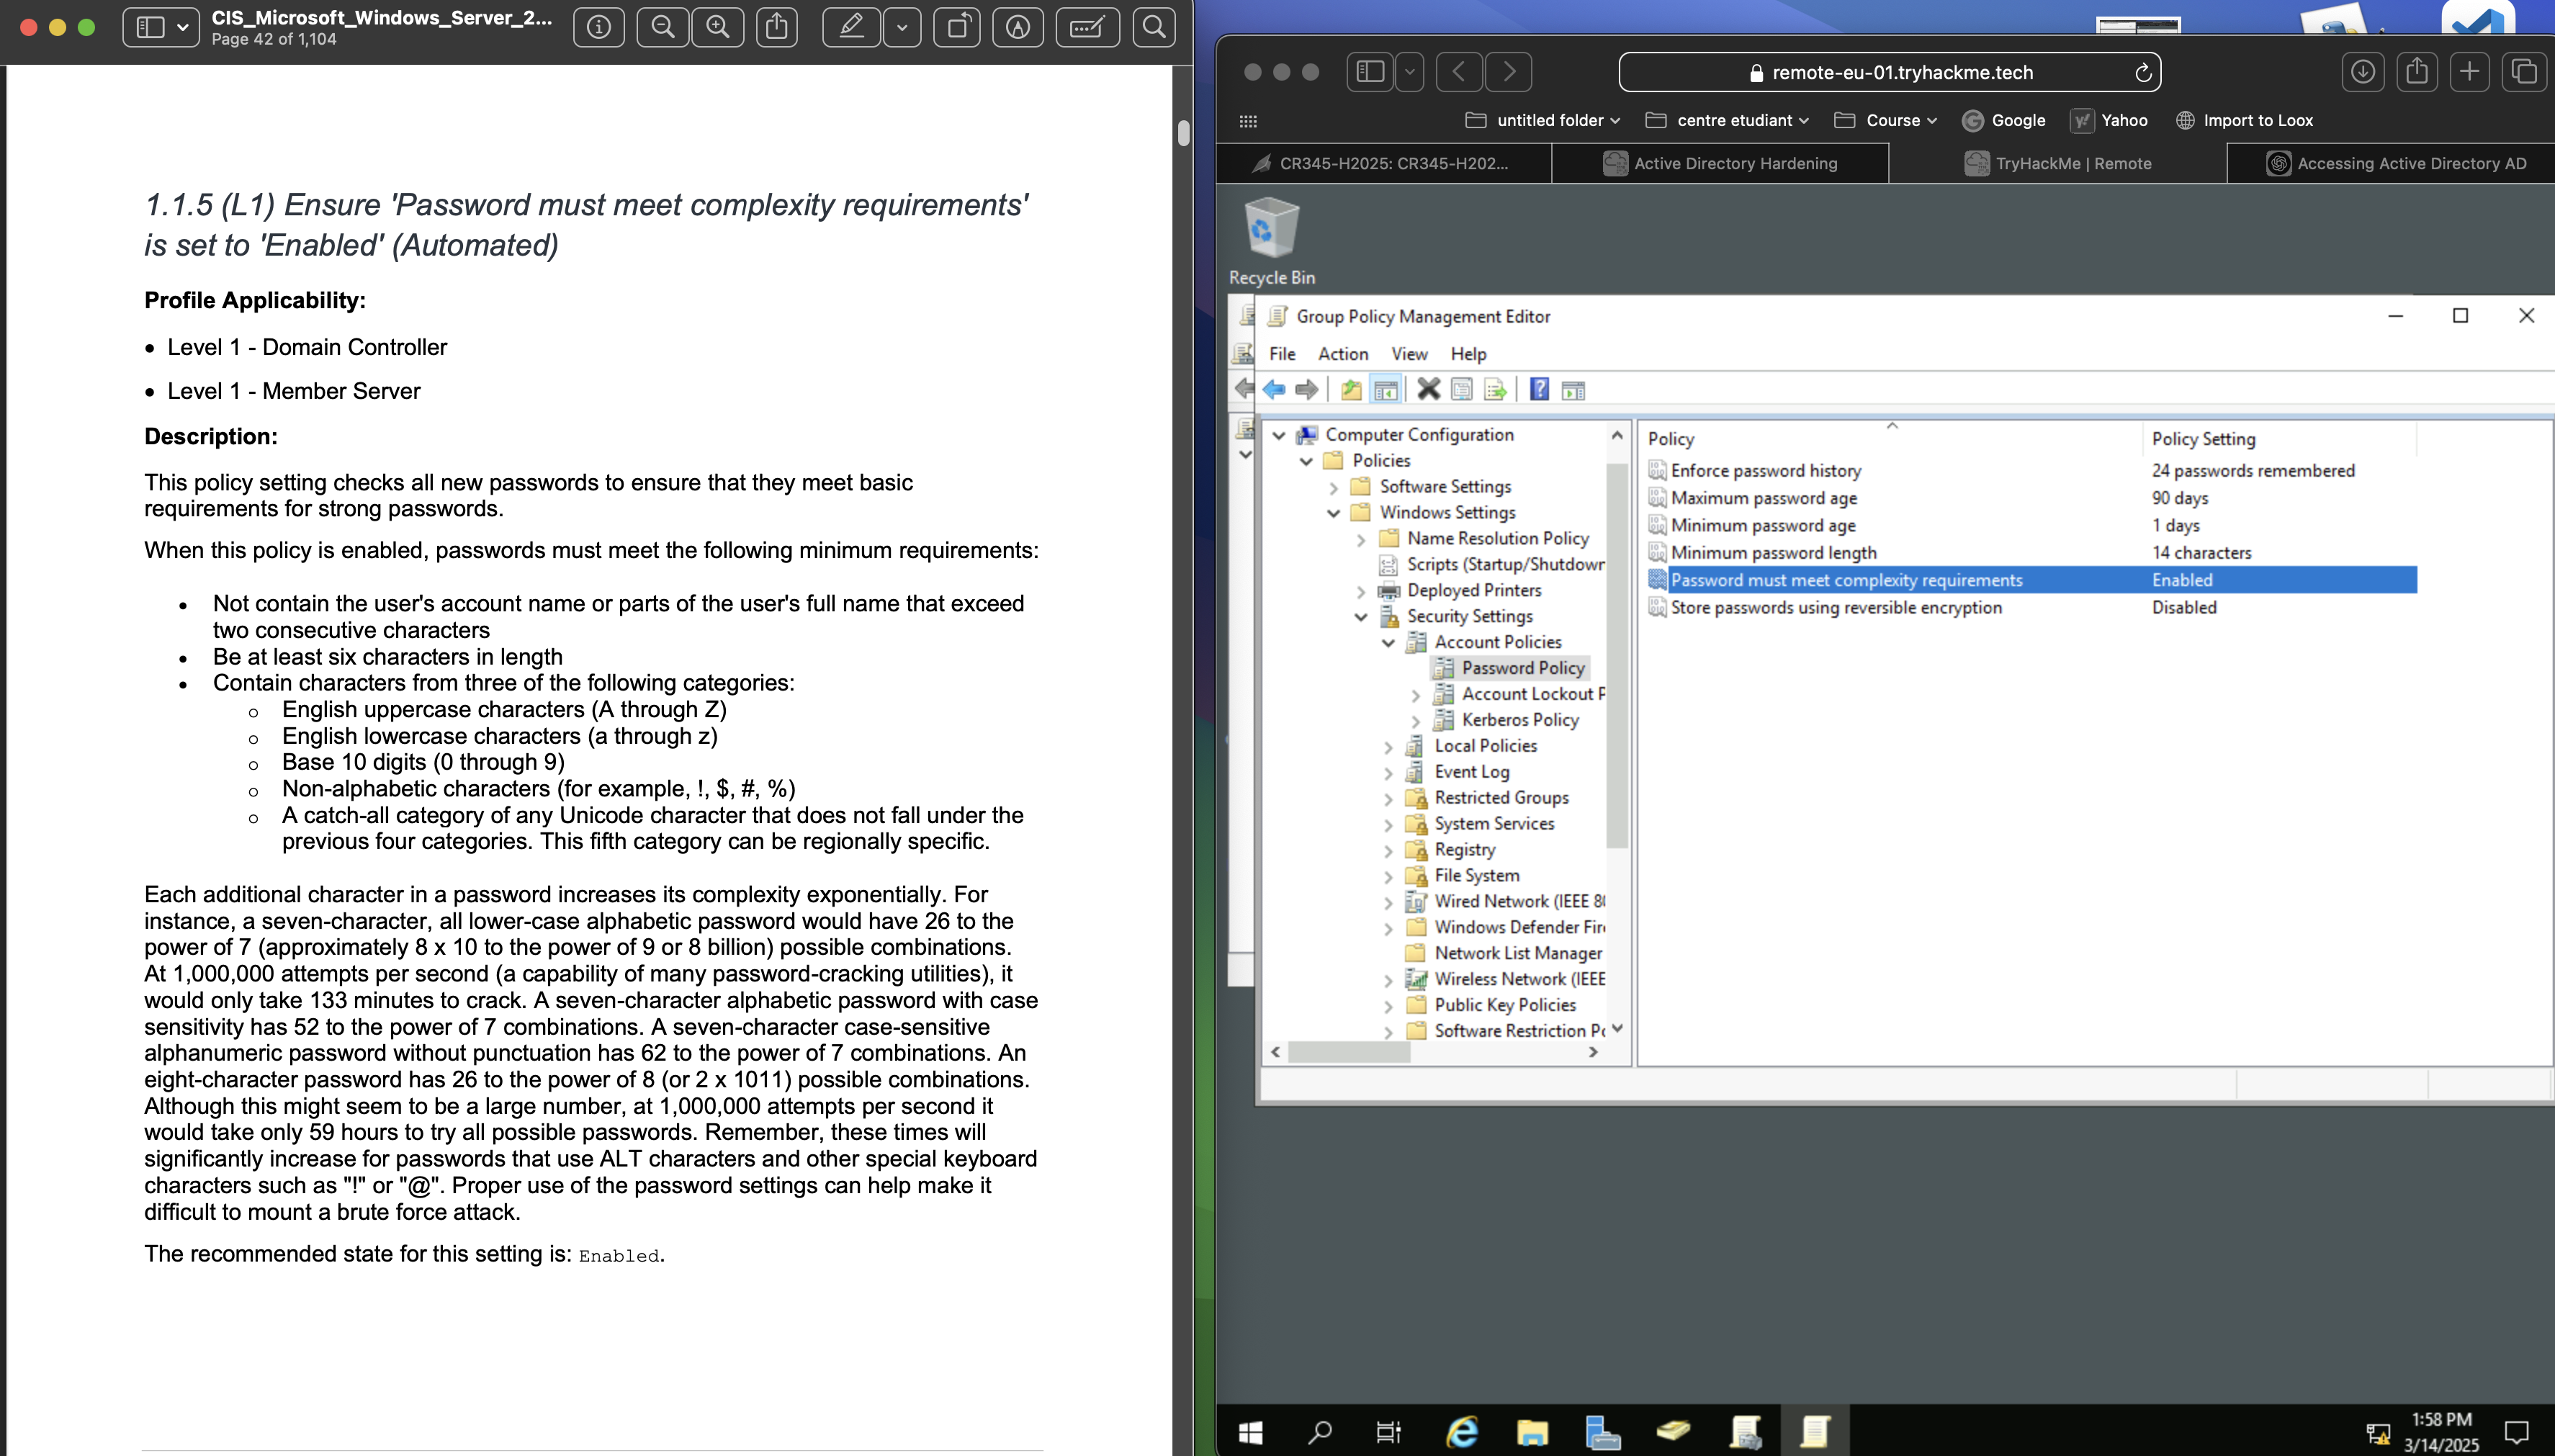 CIS_Microsoft_Windows_Server_2...
Page 42 of 1,104
1.1.5 (L1) Ensure 'Password must meet complexity requirements'
is set to 'Enabled' (Automated)
Profile Applicability:
• Level 1 - Domain Controller
• Level 1 - Member Server
Description:
This policy setting checks all new passwords to ensure that they meet basic
requirements for strong passwords.
When this policy is enabled, passwords must meet the following minimum requirements:
• Not contain the user's account name or parts of the user's full name that exceed
two consecutive characters
• Be at least six characters in length
• Contain characters from three of the following categories:
o English uppercase characters (A through Z)
o English lowercase characters (a through z)
o Base 10 digits (0 through 9)
o Non-alphabetic characters (for example, !, $, #, %)
o A catch-all category of any Unicode character that does not fall under the
previous four categories. This fifth category can be regionally specific.
Each additional character in a password increases its complexity exponentially. For
instance, a seven-character, all lower-case alphabetic password would have 26 to the
power of 7 (approximately 8 x 10 to the power of 9 or 8 billion) possible combinations.
At 1,000,000 attempts per second (a capability of many password-cracking utilities), it
would only take 133 minutes to crack. A seven-character alphabetic password with case
sensitivity has 52 to the power of 7 combinations. A seven-character case-sensitive
alphanumeric password without punctuation has 62 to the power of 7 combinations. An
eight-character password has 26 to the power of 8 (or 2 x 1011) possible combinations.
Although this might seem to be a large number, at 1,000,000 attempts per second it
would take only 59 hours to try all possible passwords. Remember, these times will
significantly increase for passwords that use ALT characters and other special keyboard
characters such as "!" or "@". Proper use of the password settings can help make it
difficult to mount a brute force attack.
The recommended state for this setting is: Enabled.
remote-eu-01.tryhackme.tech
untitled folder
centre etudiant
Course
Google
Yahoo
Import to Loox
CR345-H2025: CR345-H202...
Active Directory Hardening
TryHackMe | Remote
Accessing Active Directory AD
Recycle Bin
Group Policy Management Editor
File Action View Help
Computer Configuration
Policies
Software Settings
Windows Settings
Name Resolution Policy
Scripts (Startup/Shutdown
Deployed Printers
Security Settings
Account Policies
Password Policy
Account Lockout P
Kerberos Policy
Local Policies
Event Log
Restricted Groups
System Services
Registry
File System
Wired Network (IEEE 80
Windows Defender Fire
Network List Manager
Wireless Network (IEEE
Public Key Policies
Software Restriction Po
Policy Policy Setting
Enforce password history 24 passwords remembered
Maximum password age 90 days
Minimum password age 1 days
Minimum password length 14 characters
Password must meet complexity requirements Enabled
Store passwords using reversible encryption Disabled
1:58 PM
3/14/2025